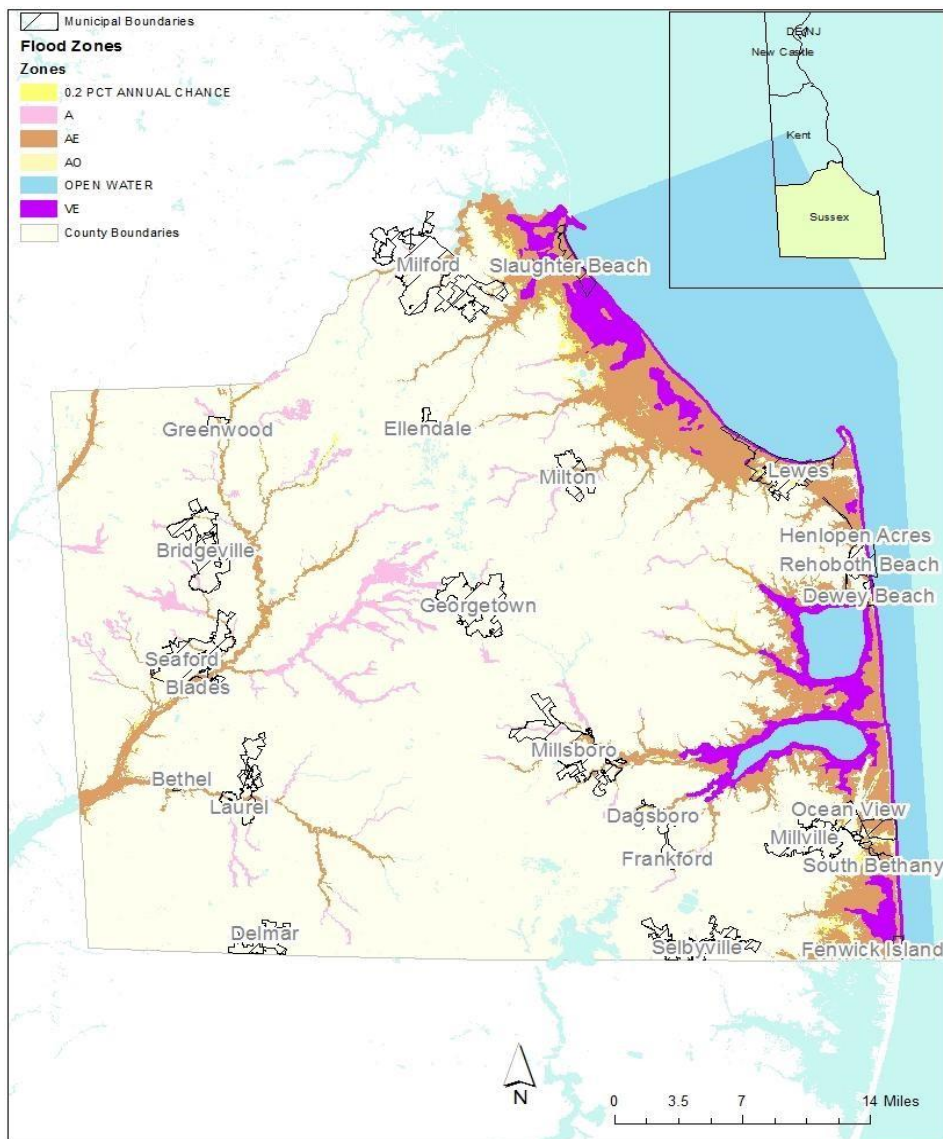 Municipal Boundaries
Flood Zones
Zones
0.2 PCT ANNUAL CHANCE
A
AE
AO
OPEN WATER
VE
County Boundaries
DE/NJ
New Castle
Kent
Sussex
Milford
Slaughter Beach
Greenwood
Ellendale
Milton
Lewes
Bridgeville
Henlopen Acres
Rehoboth Beach
Dewey Beach
Georgetown
Seaford
Blades
Millsboro
Bethel
Laurel
Dagsboro
Ocean View
Millville
Frankford
South Bethany
Delmar
Selbyville
Fenwick Island
N
0 3.5 7 14 Miles